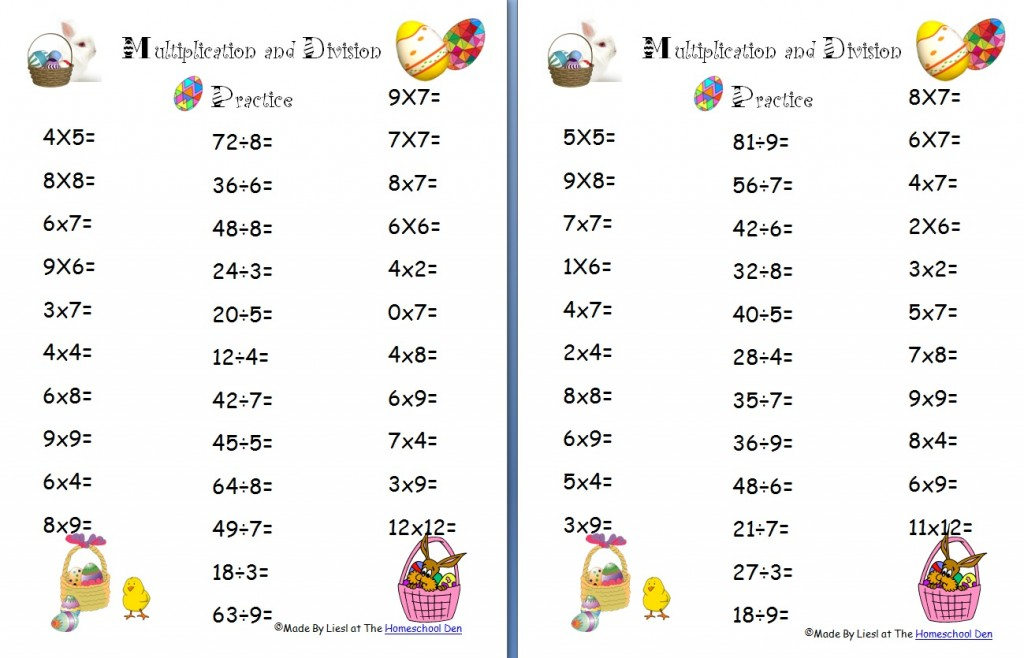 Multiplication and Division
Practice
4X5=
8X8=
6x7=
9X6=
3x7=
4x4=
6x8=
9x9=
6x4=
8x9=
72÷8=
36÷6=
48÷8=
24÷3=
20÷5=
12÷4=
42÷7=
45÷5=
64÷8=
49÷7=
18÷3=
63÷9=
9X7=
7X7=
8x7=
6X6=
4x2=
0x7=
4x8=
6x9=
7x4=
3x9=
12x12=
©Made By Liesl at The Homeschool Den
Multiplication and Division
Practice
5X5=
9X8=
7x7=
1X6=
4x7=
2x4=
8x8=
6x9=
5x4=
3x9=
81÷9=
56÷7=
42÷6=
32÷8=
40÷5=
28÷4=
35÷7=
36÷9=
48÷6=
21÷7=
27÷3=
18÷9=
8X7=
6X7=
4x7=
2X6=
3x2=
5x7=
7x8=
9x9=
8x4=
6x9=
11x12=
©Made By Liesl at The Homeschool Den